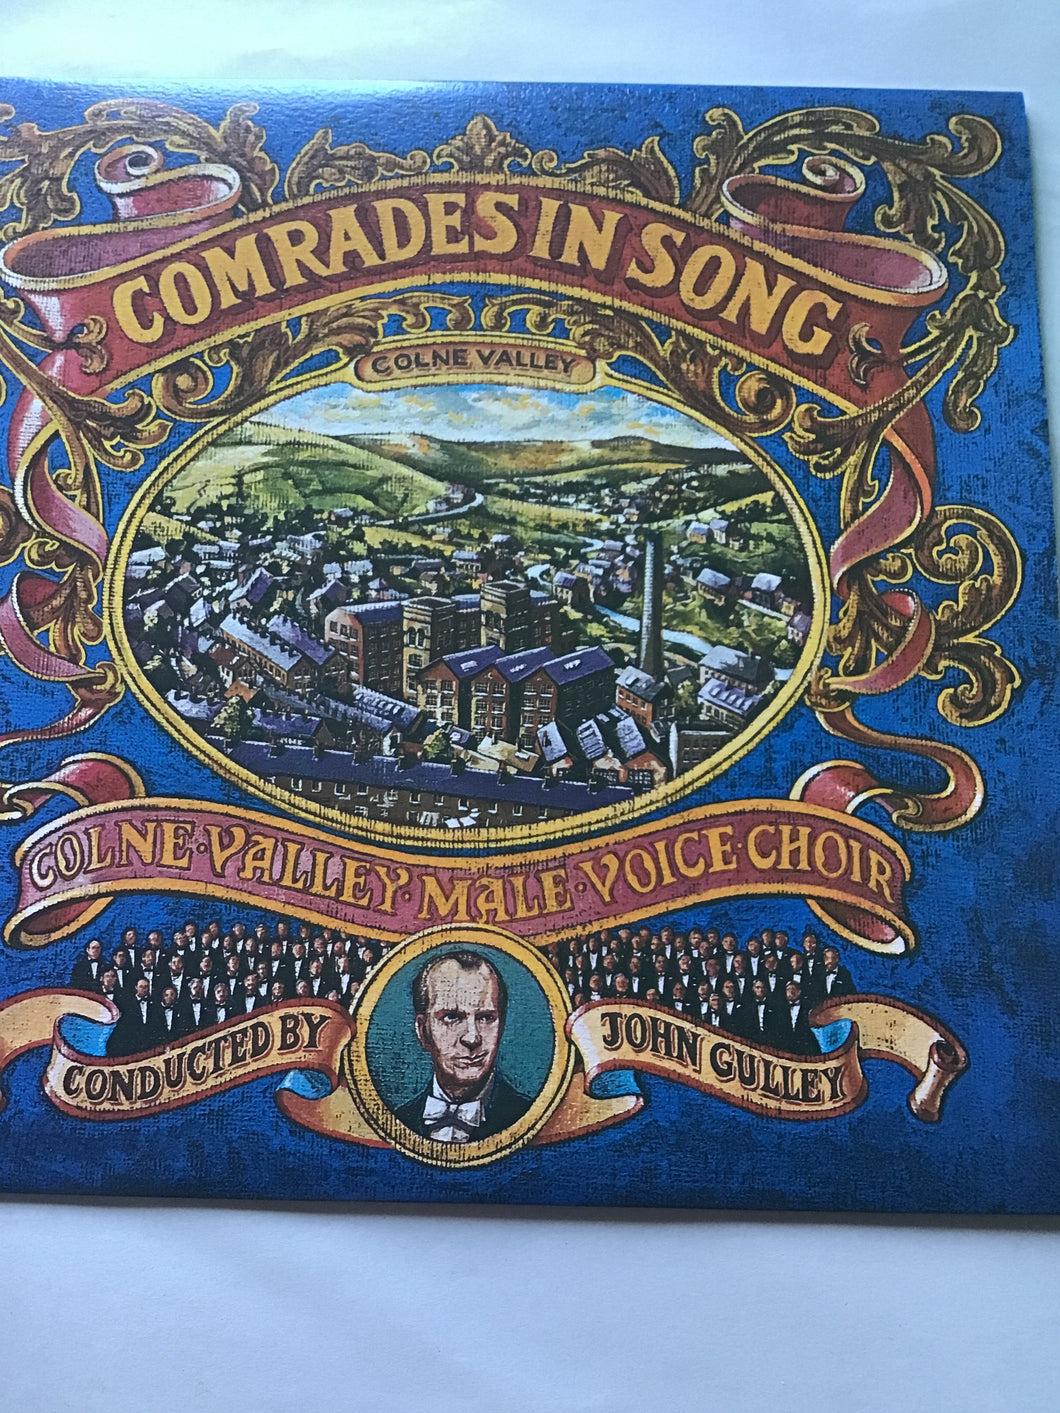 COMRADES IN SONG
COLNE VALLEY
COLNE·VALLEY·MALE·VOICE·CHOIR
CONDUCTED BY JOHN GULLEY